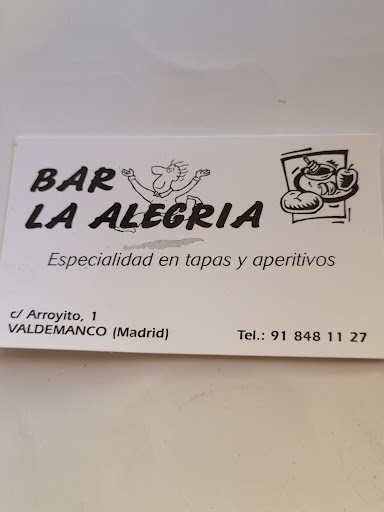 BAR
LA ALEGRIA
Especialidad en tapas y aperitivos
c/ Arroyito, 1
VALDEMANCO (Madrid)
Tel.: 91 848 11 27